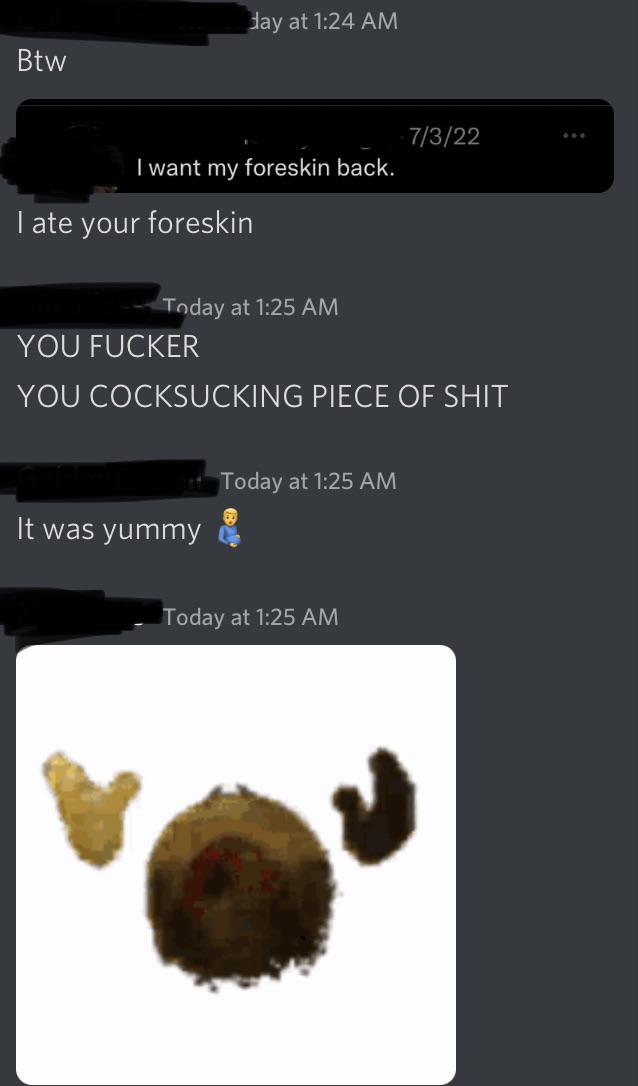 day at 1:24 AM
Btw
7/3/22
I want my foreskin back.
I ate your foreskin
Today at 1:25 AM
YOU FUCKER
YOU COCKSUCKING PIECE OF SHIT
Today at 1:25 AM
It was yummy 🫃
Today at 1:25 AM